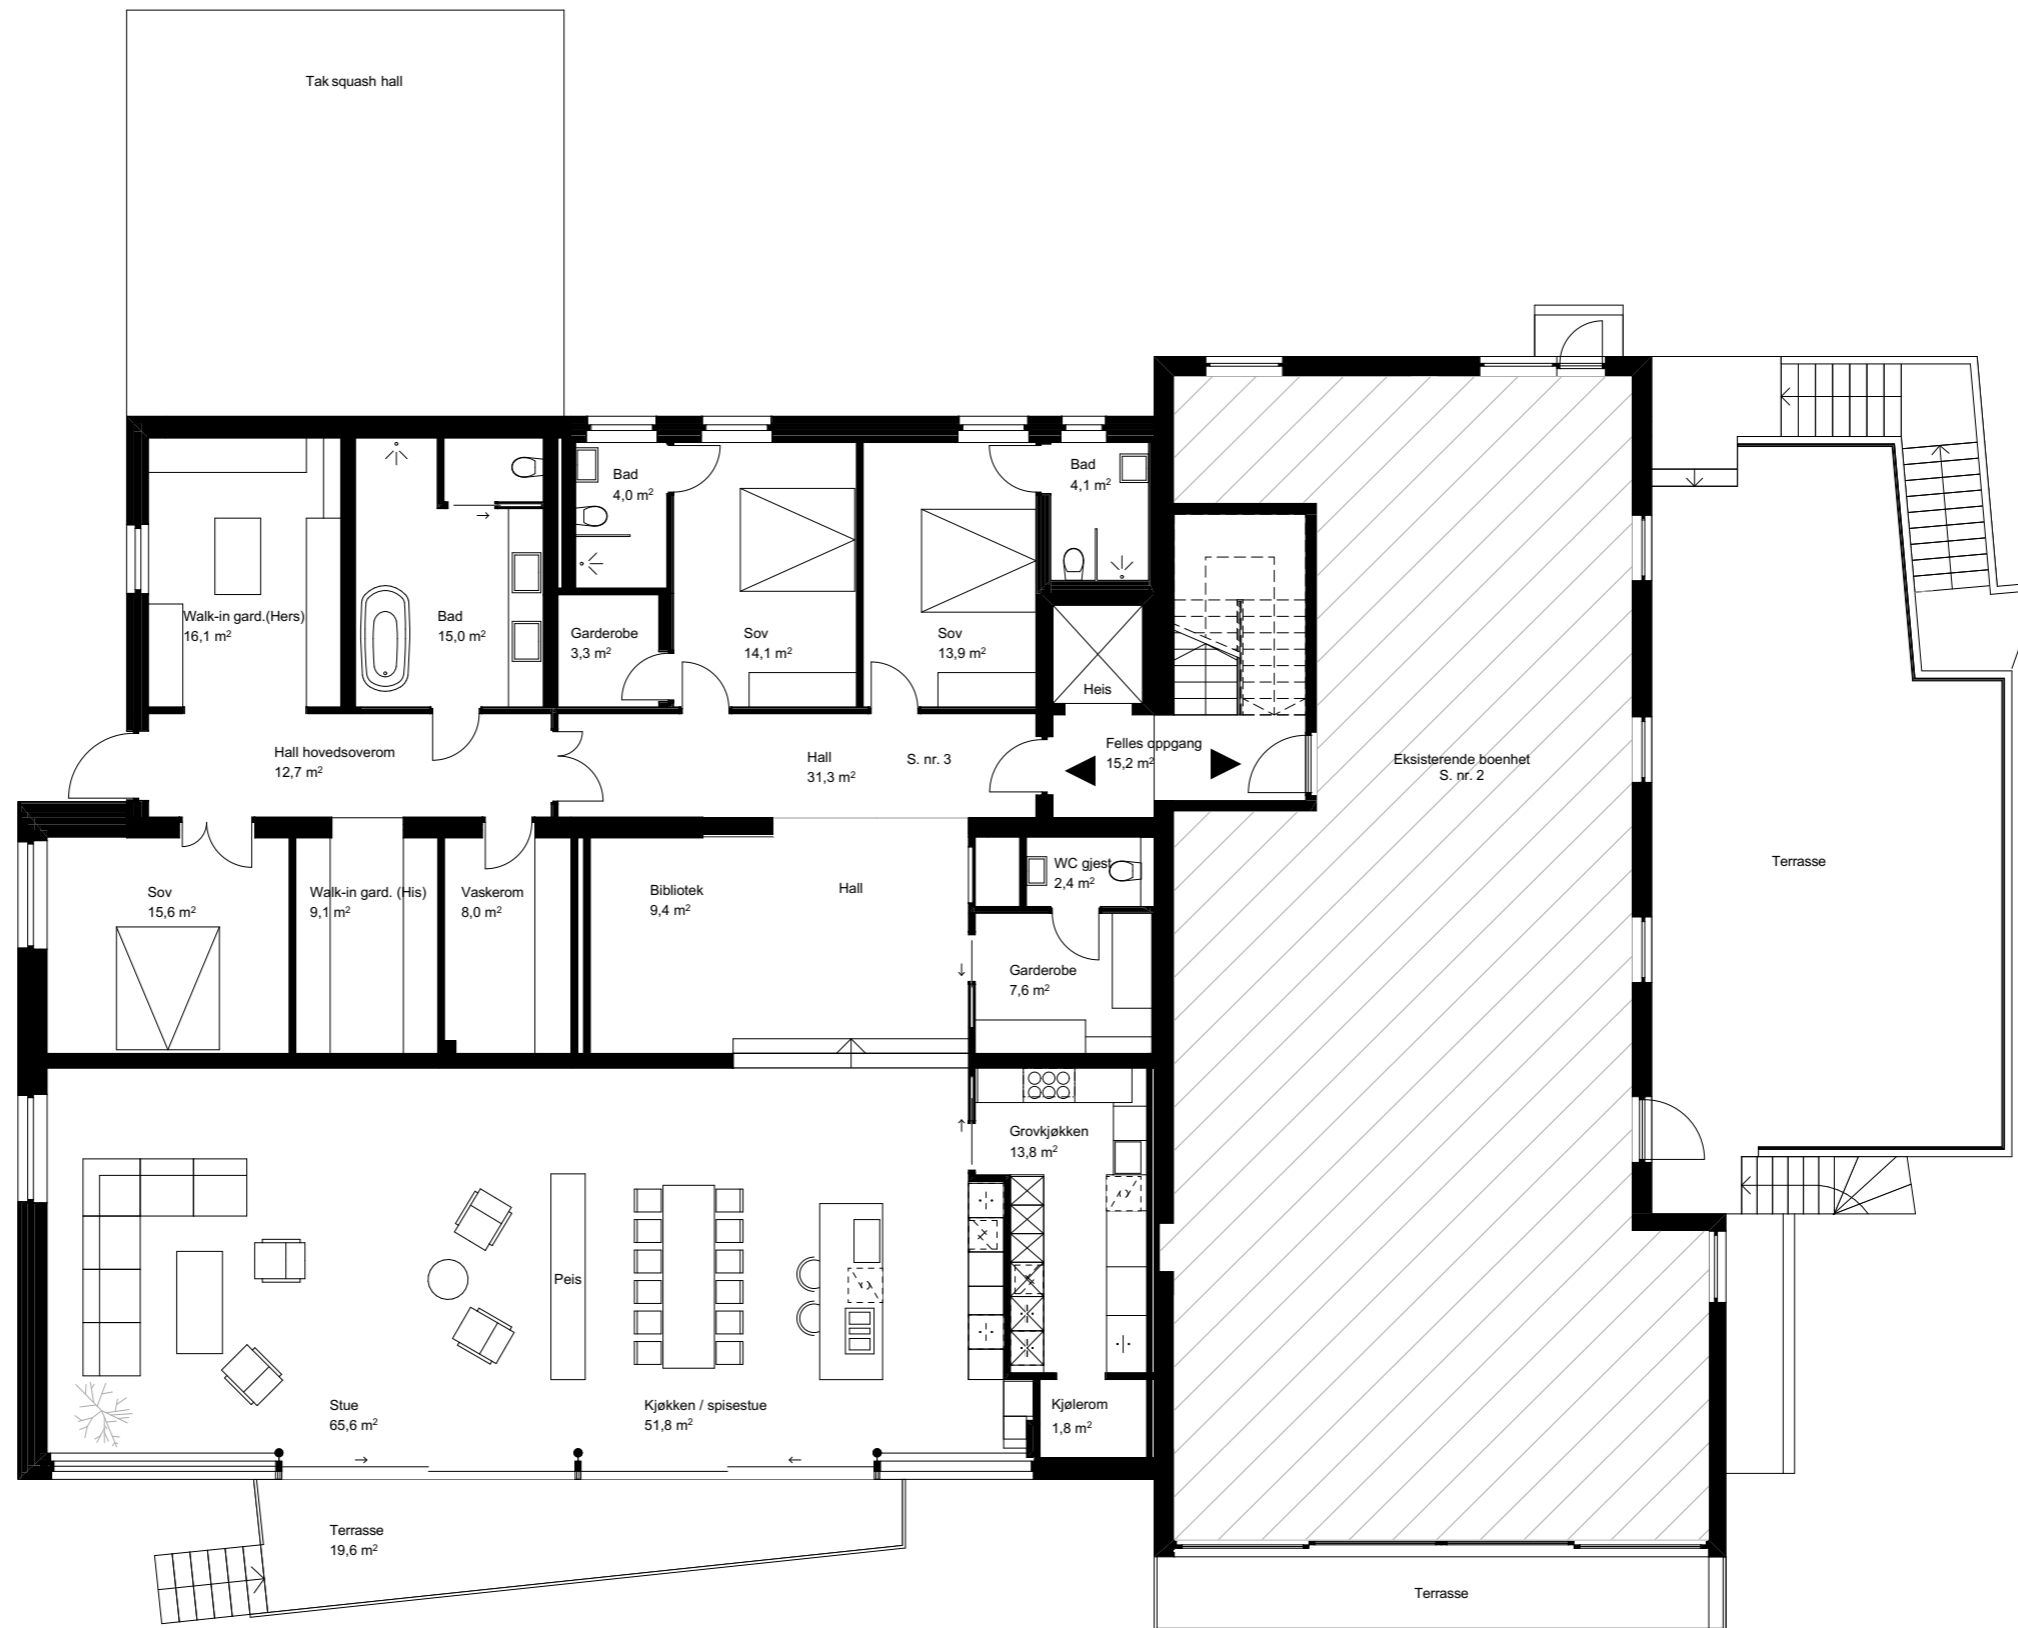 Tak squash hall
Bad
4,0 m²
Bad
4,1 m²
Walk-in gard.(Hers)
16,1 m²
Bad
15,0 m²
Garderobe
3,3 m²
Sov
14,1 m²
Sov
13,9 m²
Heis
Hall hovedsoverom
12,7 m²
Hall
31,3 m²
S. nr. 3
Felles oppgang
15,2 m²
Eksisterende boenhet
S. nr. 2
Terrasse
Sov
15,6 m²
Walk-in gard. (His)
9,1 m²
Vaskerom
8,0 m²
Bibliotek
9,4 m²
Hall
WC gjest
2,4 m²
Garderobe
7,6 m²
Grovkjøkken
13,8 m²
Peis
Stue
65,6 m²
Kjøkken / spisestue
51,8 m²
Kjølerom
1,8 m²
Terrasse
19,6 m²
Terrasse